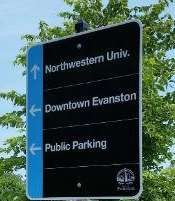 Northwestern Univ.
Downtown Evanston
Public Parking